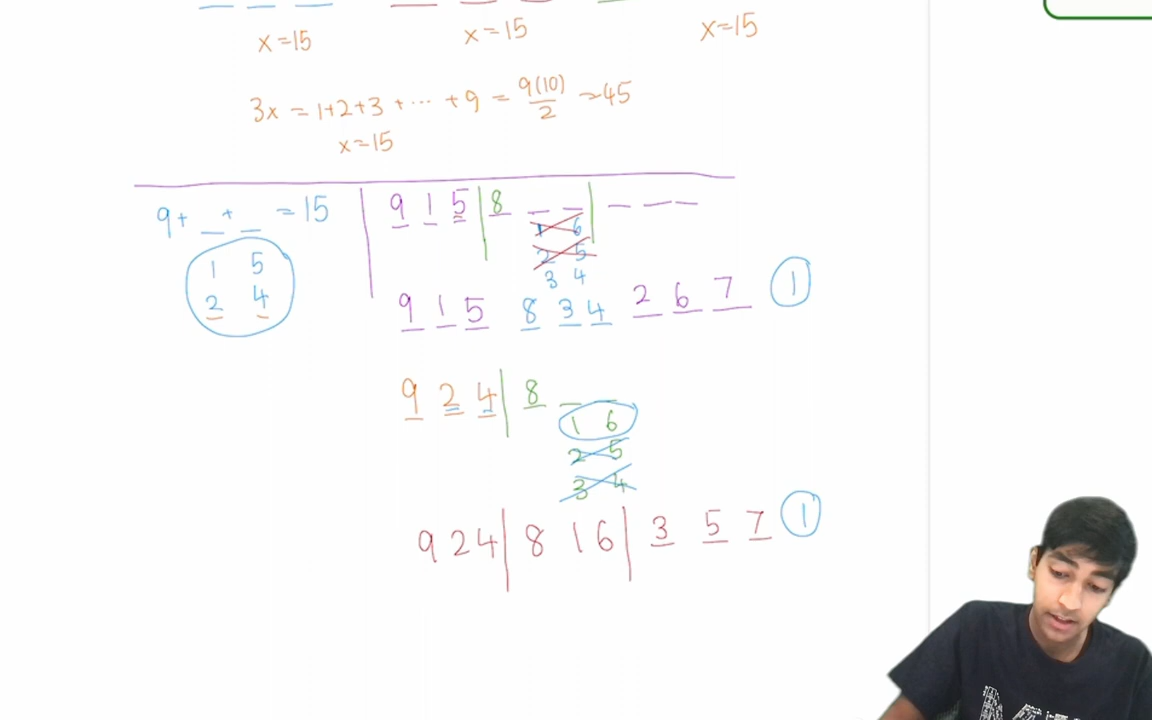 x=15 x=15 x=15
3x = 1+2+3+⋯+9 = 9(10)/2 = 45
x=15
9+ _ + _ = 15 9 1 5 | 8 _ _ | _ _ _
1 5 1 6
2 4 2 5
3 4
9 1 5 8 3 4 2 6 7 1
9 2 4 | 8 _ _
1 6
2 5
3 4
9 2 4 | 8 1 6 | 3 5 7 1